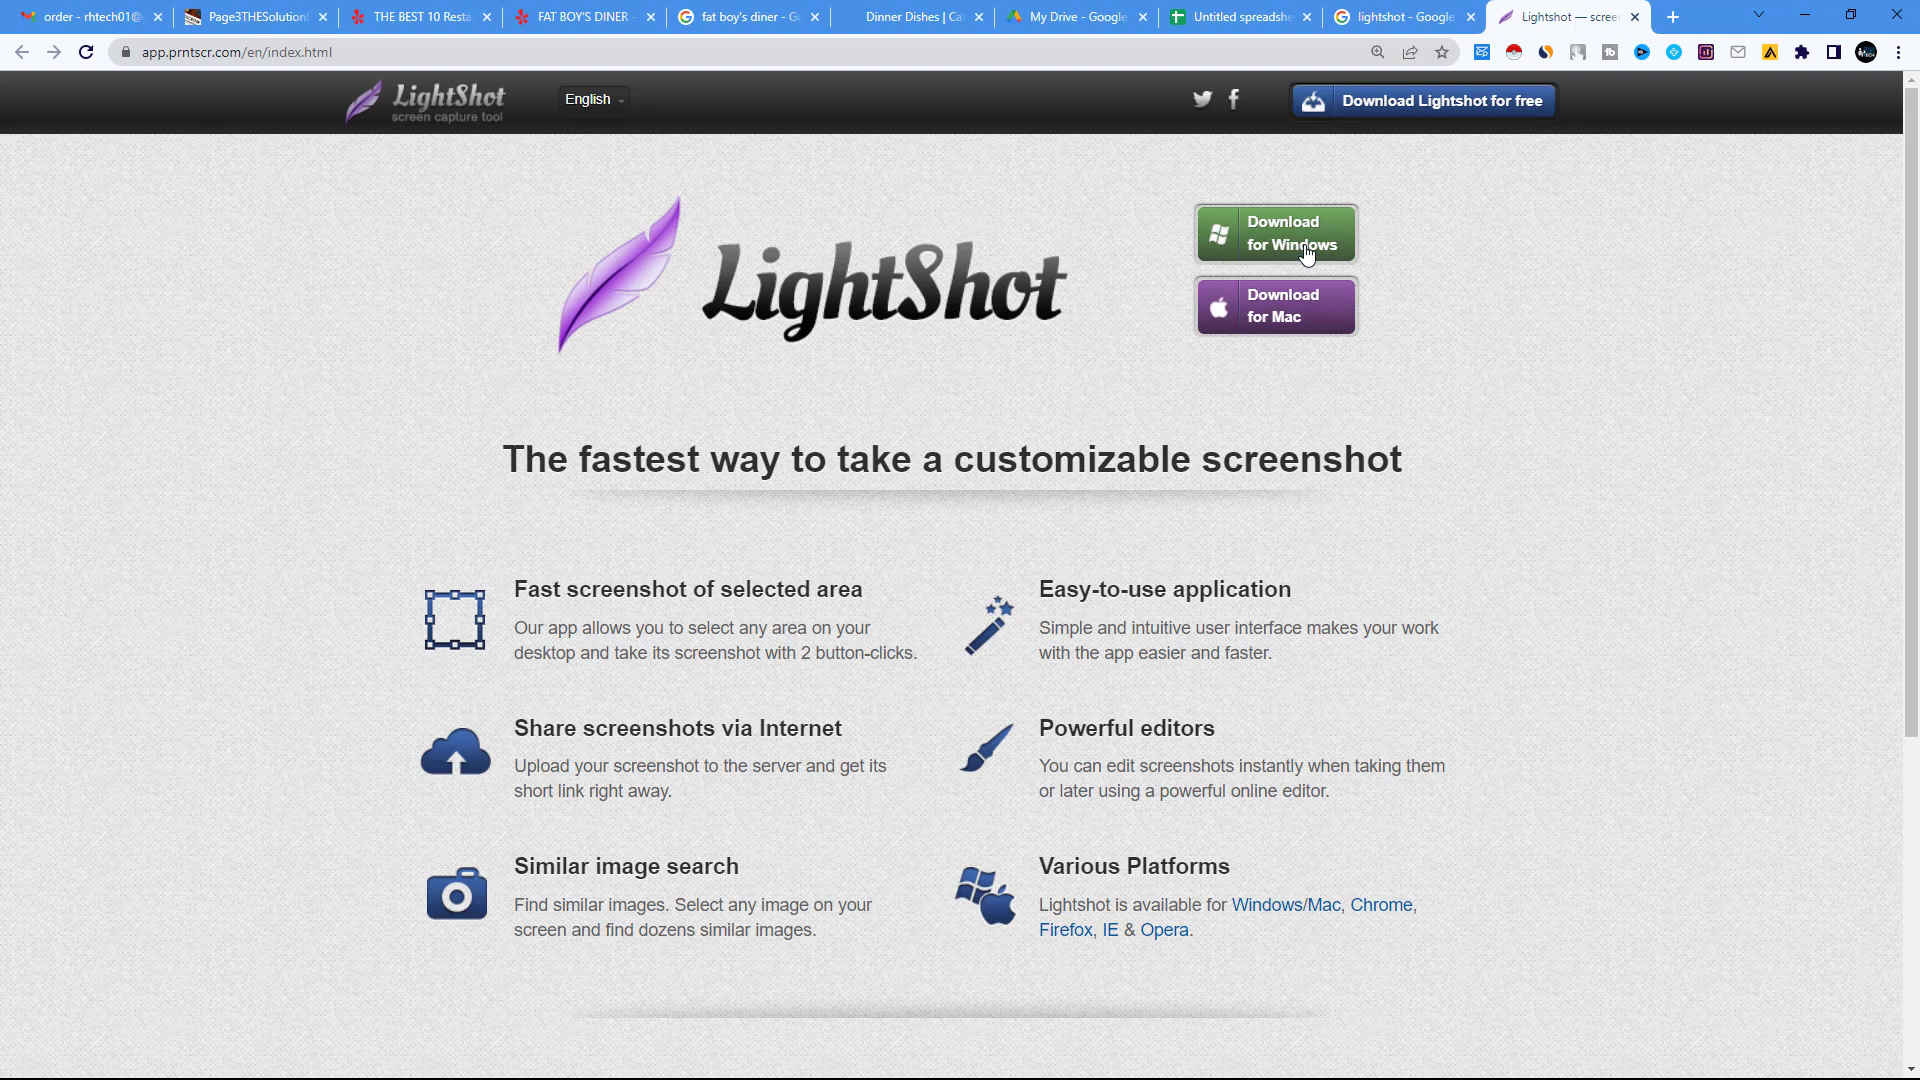 order - rhtech01@
Page3THESolution
THE BEST 10 Resta
FAT BOY'S DINER -
fat boy's diner - Go
Dinner Dishes | Ca
My Drive - Google
Untitled spreadshe
lightshot - Google
Lightshot — screen
app.prntscr.com/en/index.html
LightShot
screen capture tool
English
Download Lightshot for free
LightShot
Download
for Windows
Download
for Mac
The fastest way to take a customizable screenshot
Fast screenshot of selected area
Our app allows you to select any area on your
desktop and take its screenshot with 2 button-clicks.
Easy-to-use application
Simple and intuitive user interface makes your work
with the app easier and faster.
Share screenshots via Internet
Upload your screenshot to the server and get its
short link right away.
Powerful editors
You can edit screenshots instantly when taking them
or later using a powerful online editor.
Similar image search
Find similar images. Select any image on your
screen and find dozens similar images.
Various Platforms
Lightshot is available for Windows/Mac, Chrome,
Firefox, IE & Opera.